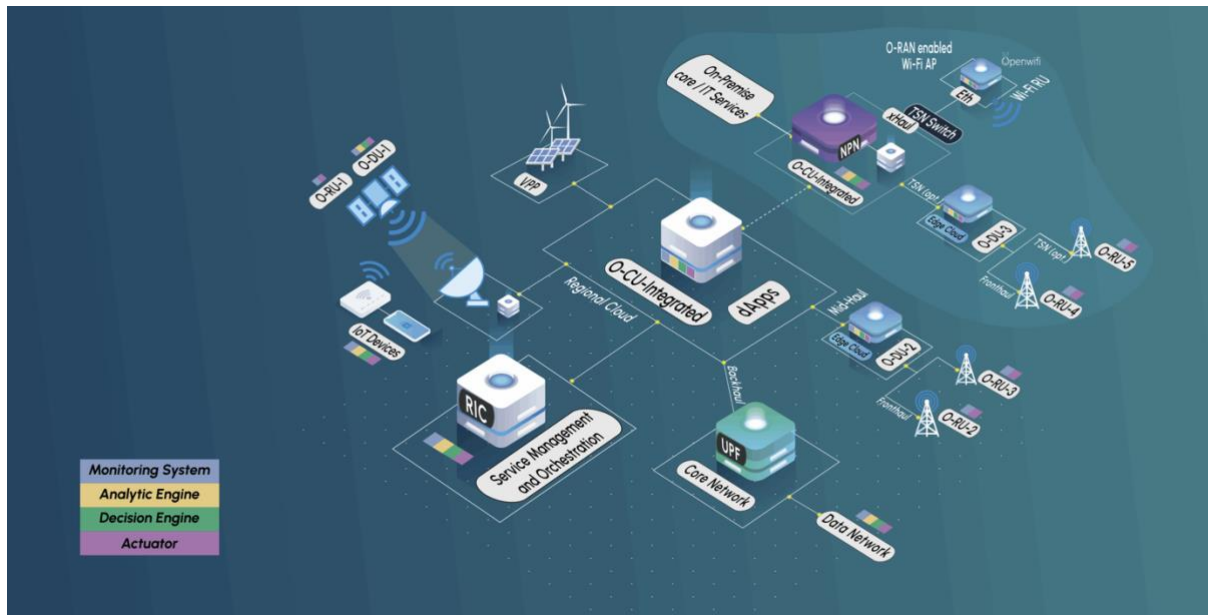 O-RAN enabled
Wi-Fi AP
Openwifi
Wi-Fi RU
Eth
On-Premise
core / IT Services
xHaul
TSN Switch
NPN
O-CU-Integrated
TSN (opt.
Edge Cloud
O-DU-3
TSN (opt.
O-RU-5
Fronthaul
O-RU-4
VPP
O-DU-1
O-RU-1
IoT Devices
Regional Cloud
O-CU-Integrated
dApps
Mid-Haul
Edge Cloud
O-DU-2
O-RU-3
Fronthaul
O-RU-2
Backhaul
RIC
Service Management
and Orchestration
UPF
Core Network
Data Network
Monitoring System
Analytic Engine
Decision Engine
Actuator